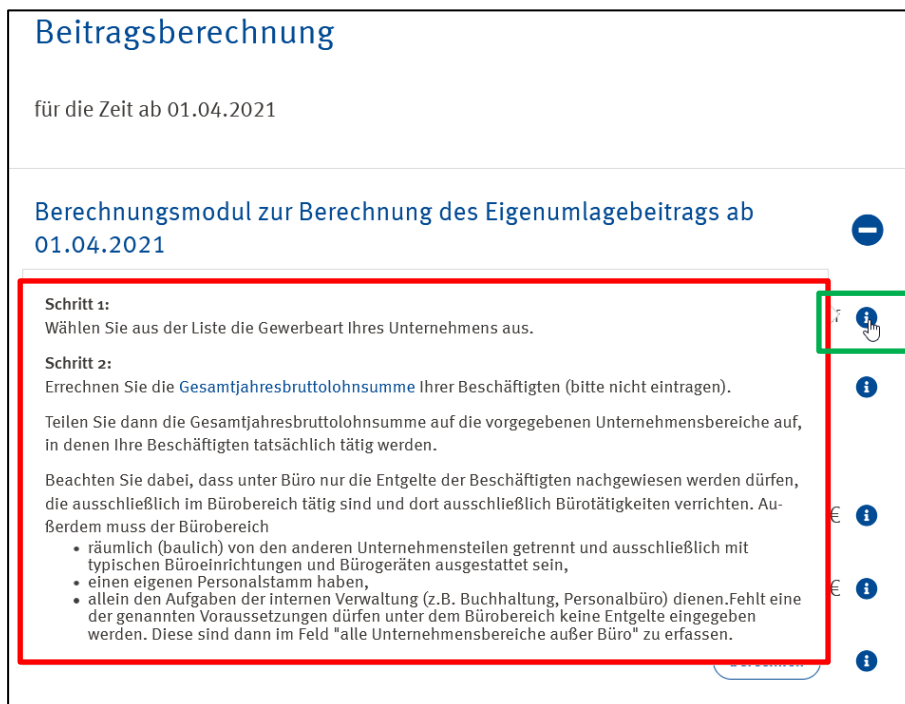 Beitragsberechnung
für die Zeit ab 01.04.2021
Berechnungsmodul zur Berechnung des Eigenumlagebeitrags ab
01.04.2021
Schritt 1:
Wählen Sie aus der Liste die Gewerbeart Ihres Unternehmens aus.
Schritt 2:
Errechnen Sie die Gesamtjahresbruttolohnsumme Ihrer Beschäftigten (bitte nicht eintragen).
Teilen Sie dann die Gesamtjahresbruttolohnsumme auf die vorgegebenen Unternehmensbereiche auf,
in denen Ihre Beschäftigten tatsächlich tätig werden.
Beachten Sie dabei, dass unter Büro nur die Entgelte der Beschäftigten nachgewiesen werden dürfen,
die ausschließlich im Bürobereich tätig sind und dort ausschließlich Bürotätigkeiten verrichten. Au-
ßerdem muss der Bürobereich
€
• räumlich (baulich) von den anderen Unternehmensteilen getrennt und ausschließlich mit
typischen Büroeinrichtungen und Bürogeräten ausgestattet sein,
• einen eigenen Personalstamm haben,
€
• allein den Aufgaben der internen Verwaltung (z.B. Buchhaltung, Personalbüro) dienen.Fehlt eine
der genannten Voraussetzungen dürfen unter dem Bürobereich keine Entgelte eingegeben
werden. Diese sind dann im Feld "alle Unternehmensbereiche außer Büro" zu erfassen.